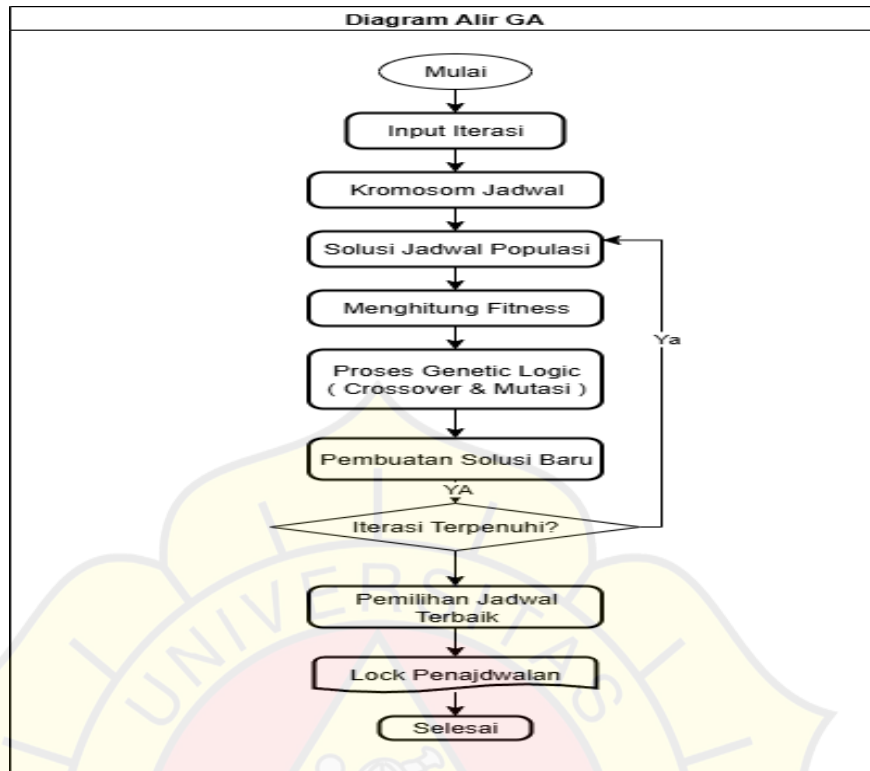 Diagram Alir GA
Mulai
Input Iterasi
Kromosom Jadwal
Solusi Jadwal Populasi
Menghitung Fitness
Ya
Proses Genetic Logic
( Crossover & Mutasi )
Pembuatan Solusi Baru
YA
Iterasi Terpenuhi?
Pemilihan Jadwal
Terbaik
Lock Penajdwalan
Selesai
UNIVERSITAS